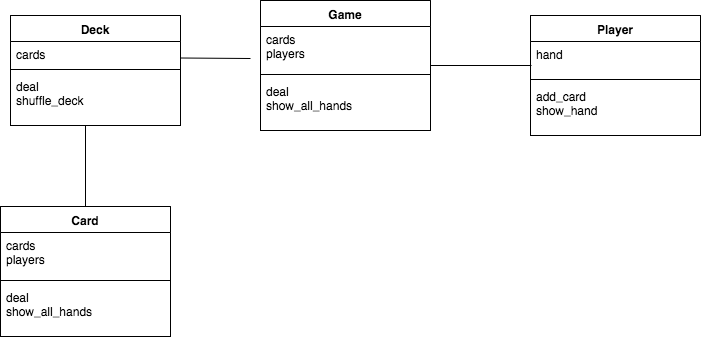 Deck
cards
deal
shuffle_deck
Game
cards
players
deal
show_all_hands
Player
hand
add_card
show_hand
Card
cards
players
deal
show_all_hands